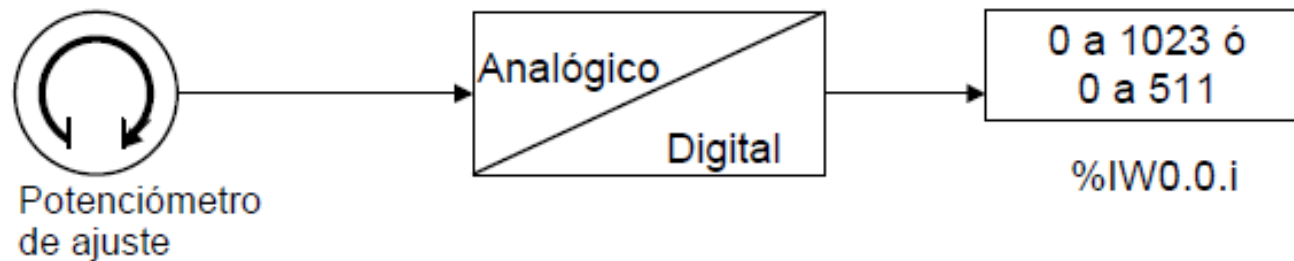 Potenciómetro
de ajuste
Analógico
Digital
0 a 1023 ó
0 a 511
%IW0.0.i